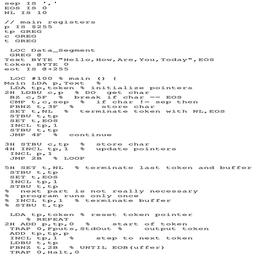 sep IS ','
EOS IS 0
NL IS 10
// main registers
p IS $255
tp GREG
c GREG
t GREG
LOC Data_Segment
GREG @
Text BYTE "Hello,How,Are,You,Today",EOS
token BYTE 0
eot IS @+255
LOC #100 % main () {
Main LDA p,Text %
LDA tp,token % initialize pointers
2H LDBU c,p % DO get char
BZ c,5F % break if char == EOS
CMP t,c,sep % if char != sep then
PBNZ t,3F % store char
SET t,NL % terminate token with NL,EOS
STBU t,tp
SET t,EOS
INCL tp,1
STBU t,tp
JMP 4F % continue
3H STBU c,tp % store char
4H INCL tp,1 % update pointers
INCL p,1
JMP 2B % LOOP
5H SET t,NL % terminate last token and buffer
STBU t,tp
SET t,EOS
INCL tp,1
STBU t,tp
% next part is not really necessary
% program runs only once
% INCL tp,1 % terminate buffer
% STBU t,tp
LDA tp,token % reset token pointer
% REPEAT
2H ADD p,tp,0 % start of token
TRAP 0,Fputs,StdOut % output token
ADD tp,tp,p
INCL tp,1 % step to next token
LDBU t,tp
PBNZ t,2B % UNTIL EOB(uffer)
TRAP 0,Halt,0